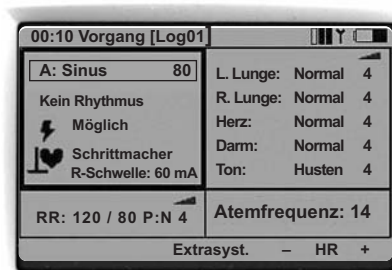 00:10 Vorgang [Log01]
A: Sinus 80
Kein Rhythmus
Möglich
Schrittmacher
R-Schwelle: 60 mA
RR: 120 / 80 P:N 4
L. Lunge: Normal 4
R. Lunge: Normal 4
Herz: Normal 4
Darm: Normal 4
Ton: Husten 4
Atemfrequenz: 14
Extrasyst. – HR +